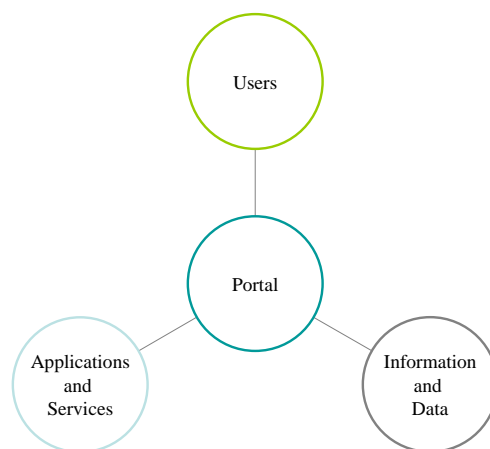 Users
Portal
Applications
and
Services
Information
and
Data